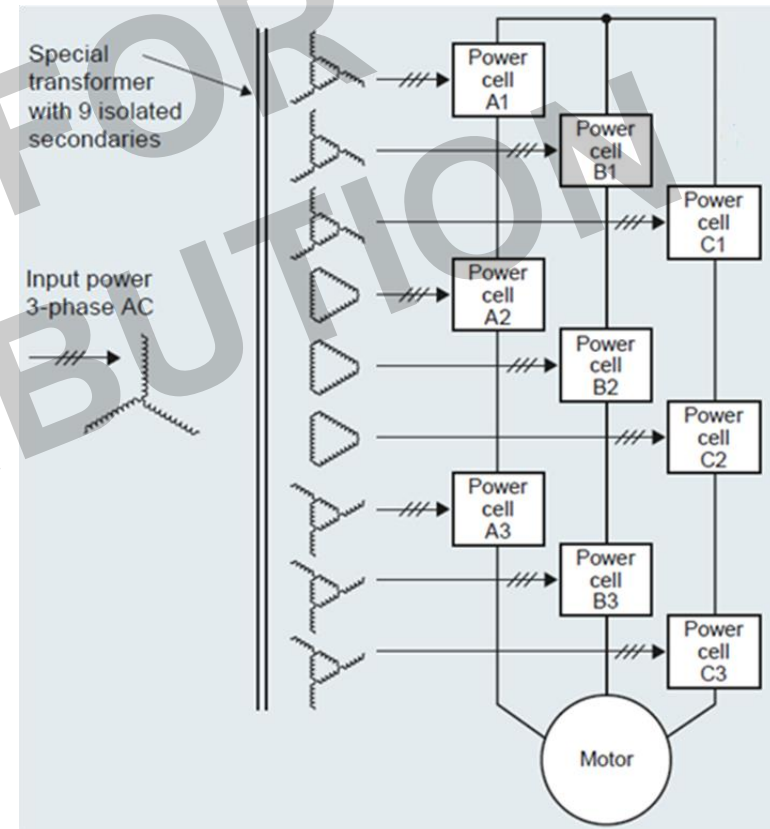 Special
transformer
with 9 isolated
secondaries
Input power
3-phase AC
Power
cell
A1
Power
cell
B1
Power
cell
C1
Power
cell
A2
Power
cell
B2
Power
cell
C2
Power
cell
A3
Power
cell
B3
Power
cell
C3
Motor
FOR
BUTION